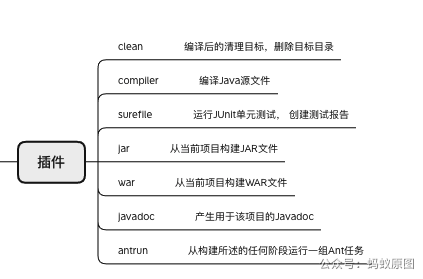 clean 编译后的清理目标，删除目标目录
compiler 编译Java源文件
surefile 运行JUnit单元测试， 创建测试报告
插件
jar 从当前项目构建JAR文件
war 从当前项目构建WAR文件
javadoc 产生用于该项目的Javadoc
antrun 从构建所述的任何阶段运行一组Ant任务
公众号：蚂蚁原图